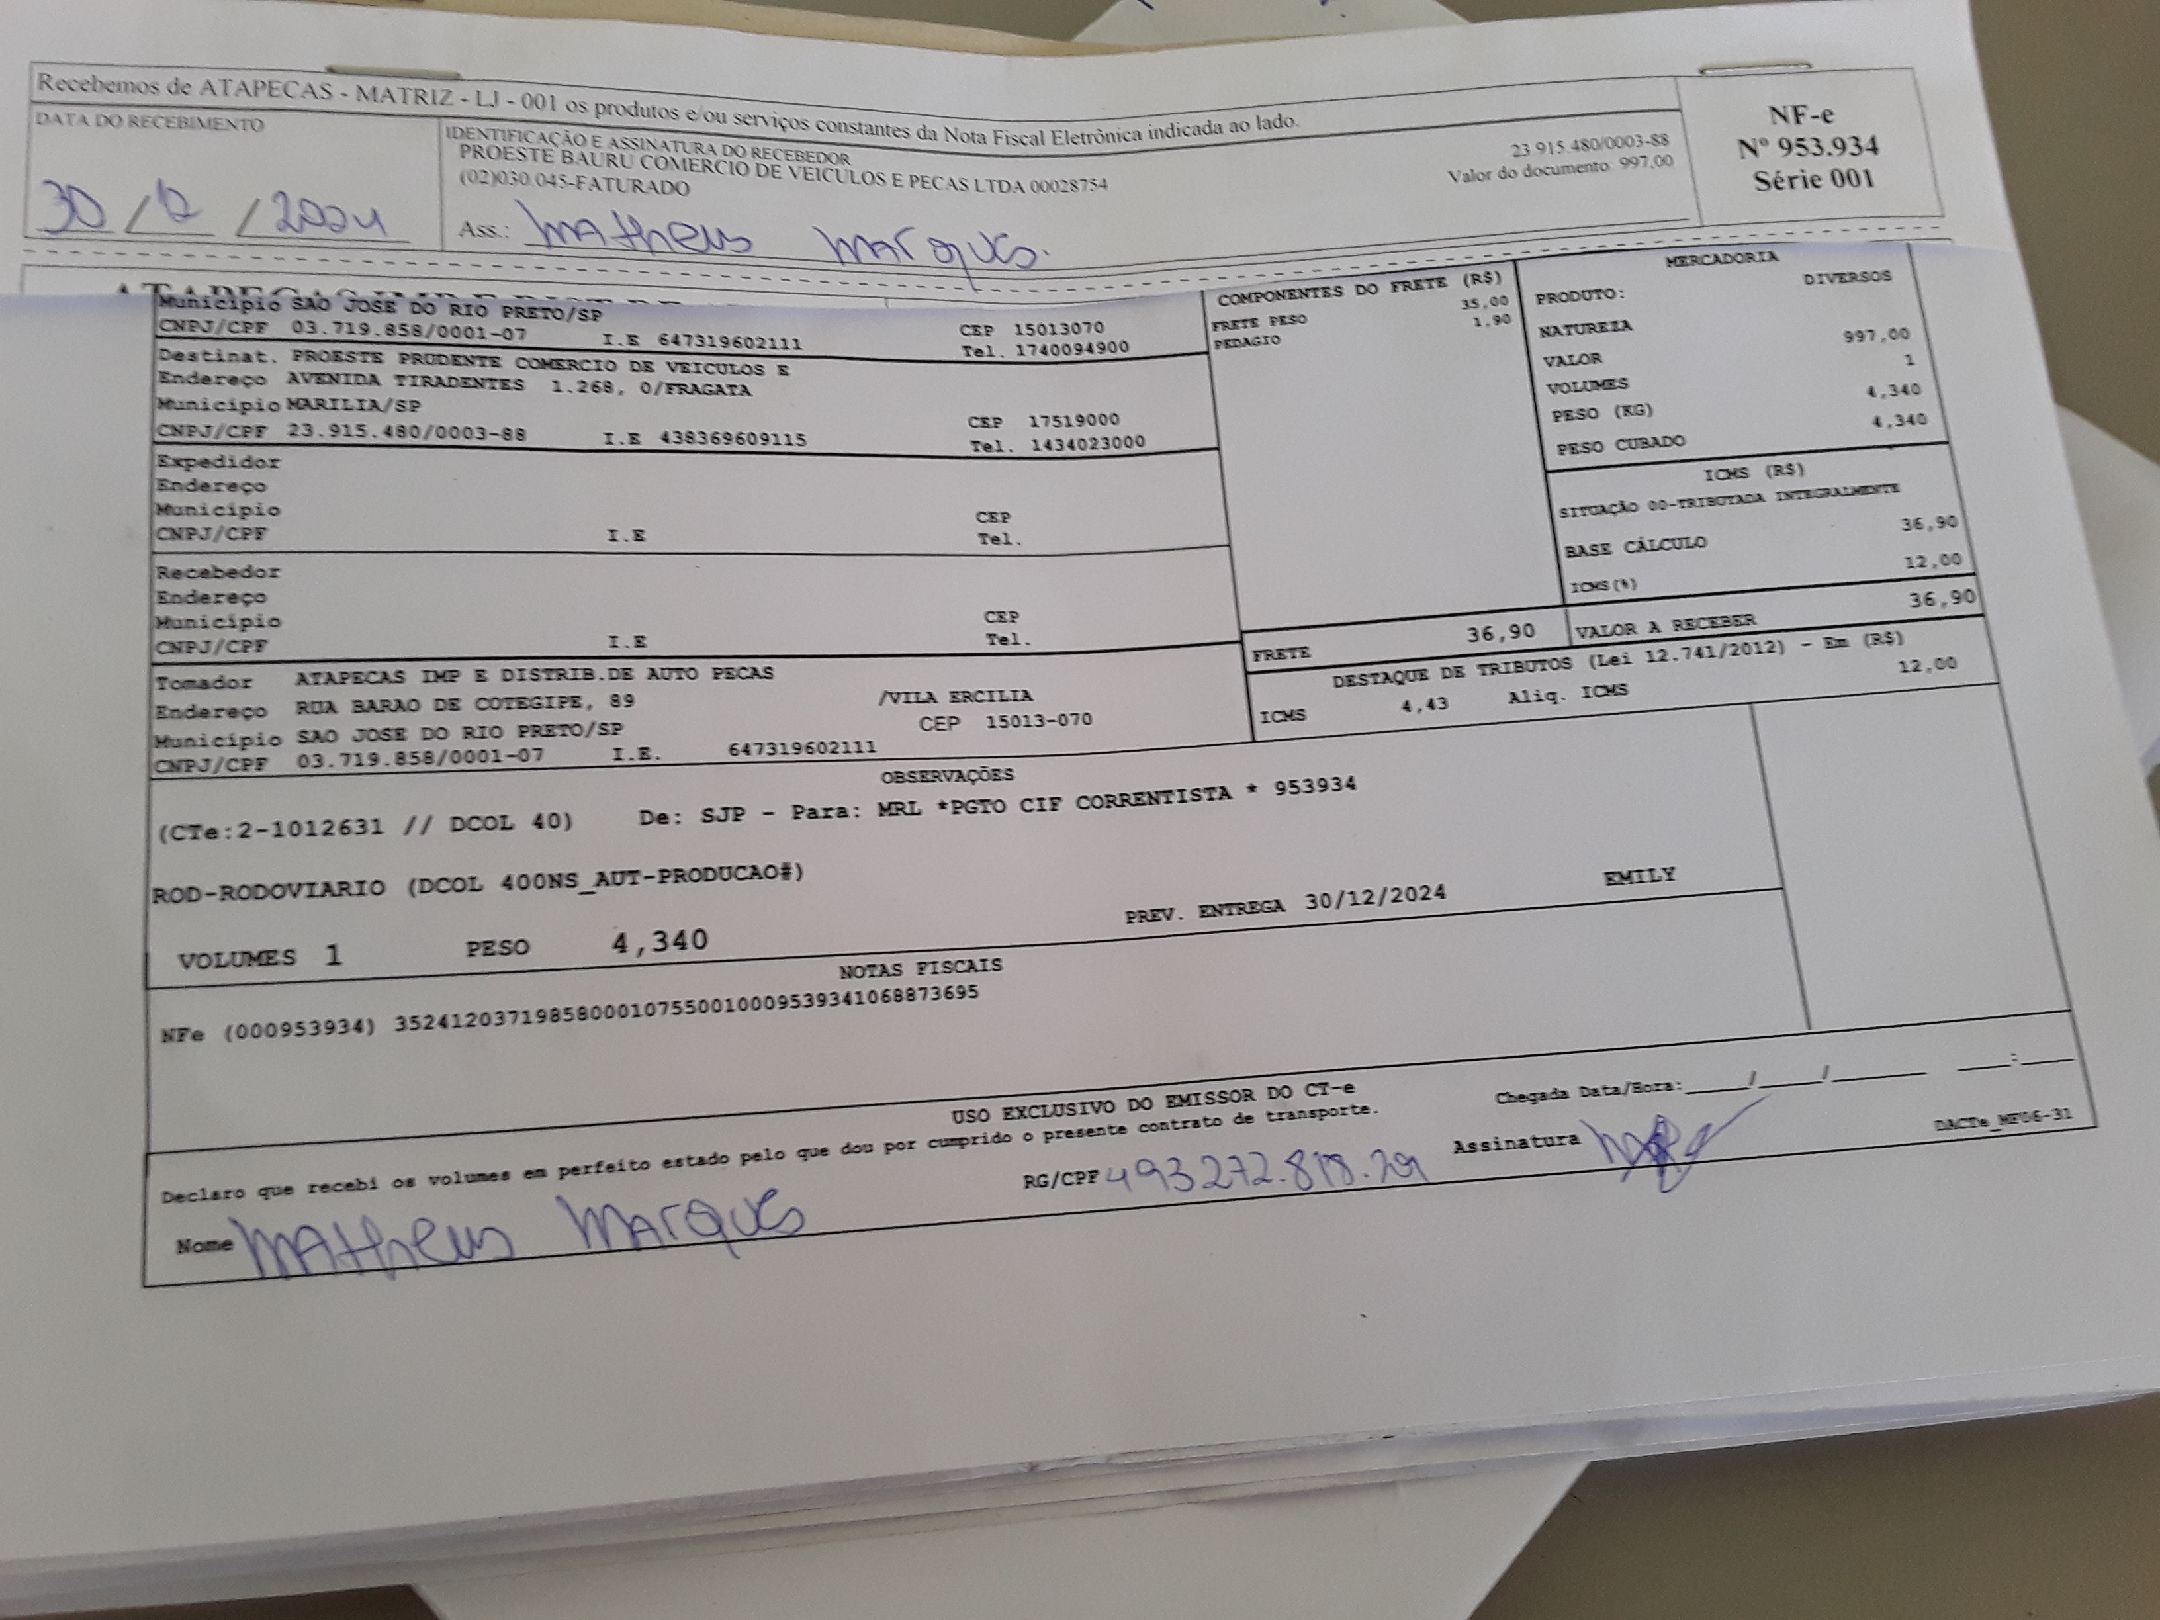 Recebemos de ATAPECAS - MATRIZ - LJ - 001 os produtos e/ou serviços constantes da Nota Fiscal Eletrônica indicada ao lado.
DATA DO RECEBIMENTO
30/12/2024
IDENTIFICAÇÃO E ASSINATURA DO RECEBEDOR
PROESTE BAURU COMERCIO DE VEICULOS E PECAS LTDA 00028754
(02)030.045-FATURADO
23.915.480/0003-88
Valor do documento 997,00
Ass.: Matheus Marques.
NF-e
Nº 953.934
Série 001
Município SAO JOSE DO RIO PRETO/SP CEP 15013070
CNPJ/CPF 03.719.858/0001-07 I.E 647319602111 Tel. 1740094900
Destinat. PROESTE PRUDENTE COMERCIO DE VEICULOS E
Endereço AVENIDA TIRADENTES 1.268, 0/FRAGATA
Município MARILIA/SP CEP 17519000
CNPJ/CPF 23.915.480/0003-88 I.E 438369609115 Tel. 1434023000
Expedidor
Endereço
Município CEP
CNPJ/CPF I.E Tel.
Recebedor
Endereço
Município CEP
CNPJ/CPF I.E Tel.
Tomador ATAPECAS IMP E DISTRIB.DE AUTO PECAS
Endereço RUA BARAO DE COTEGIPE, 89 /VILA ERCILIA
Município SAO JOSE DO RIO PRETO/SP CEP 15013-070
CNPJ/CPF 03.719.858/0001-07 I.E. 647319602111
COMPONENTES DO FRETE (R$)
FRETE PESO 35,00
PEDAGIO 1,90
FRETE 36,90
MERCADORIA
PRODUTO: DIVERSOS
NATUREZA
VALOR 997,00
VOLUMES 1
PESO (KG) 4,340
PESO CUBADO 4,340
ICMS (R$)
SITUAÇÃO 00-TRIBUTADA INTEGRALMENTE
BASE CÁLCULO 36,90
ICMS(%) 12,00
VALOR A RECEBER 36,90
DESTAQUE DE TRIBUTOS (Lei 12.741/2012) - Em (R$)
ICMS 4,43 Aliq. ICMS 12,00
OBSERVAÇÕES
(CTe:2-1012631 // DCOL 40) De: SJP - Para: MRL *PGTO CIF CORRENTISTA * 953934
ROD-RODOVIARIO (DCOL 400NS_AUT-PRODUCAO#)
PREV. ENTREGA 30/12/2024 EMILY
VOLUMES 1 PESO 4,340
NOTAS FISCAIS
NFe (000953934) 35241203719858000107550010009539341068873695
USO EXCLUSIVO DO EMISSOR DO CT-e
Declaro que recebi os volumes em perfeito estado pelo que dou por cumprido o presente contrato de transporte.
Chegada Data/Hora: ____/____/______ ___:___
Nome Matheus Marques RG/CPF Assinatura
DACTe_MF06-31